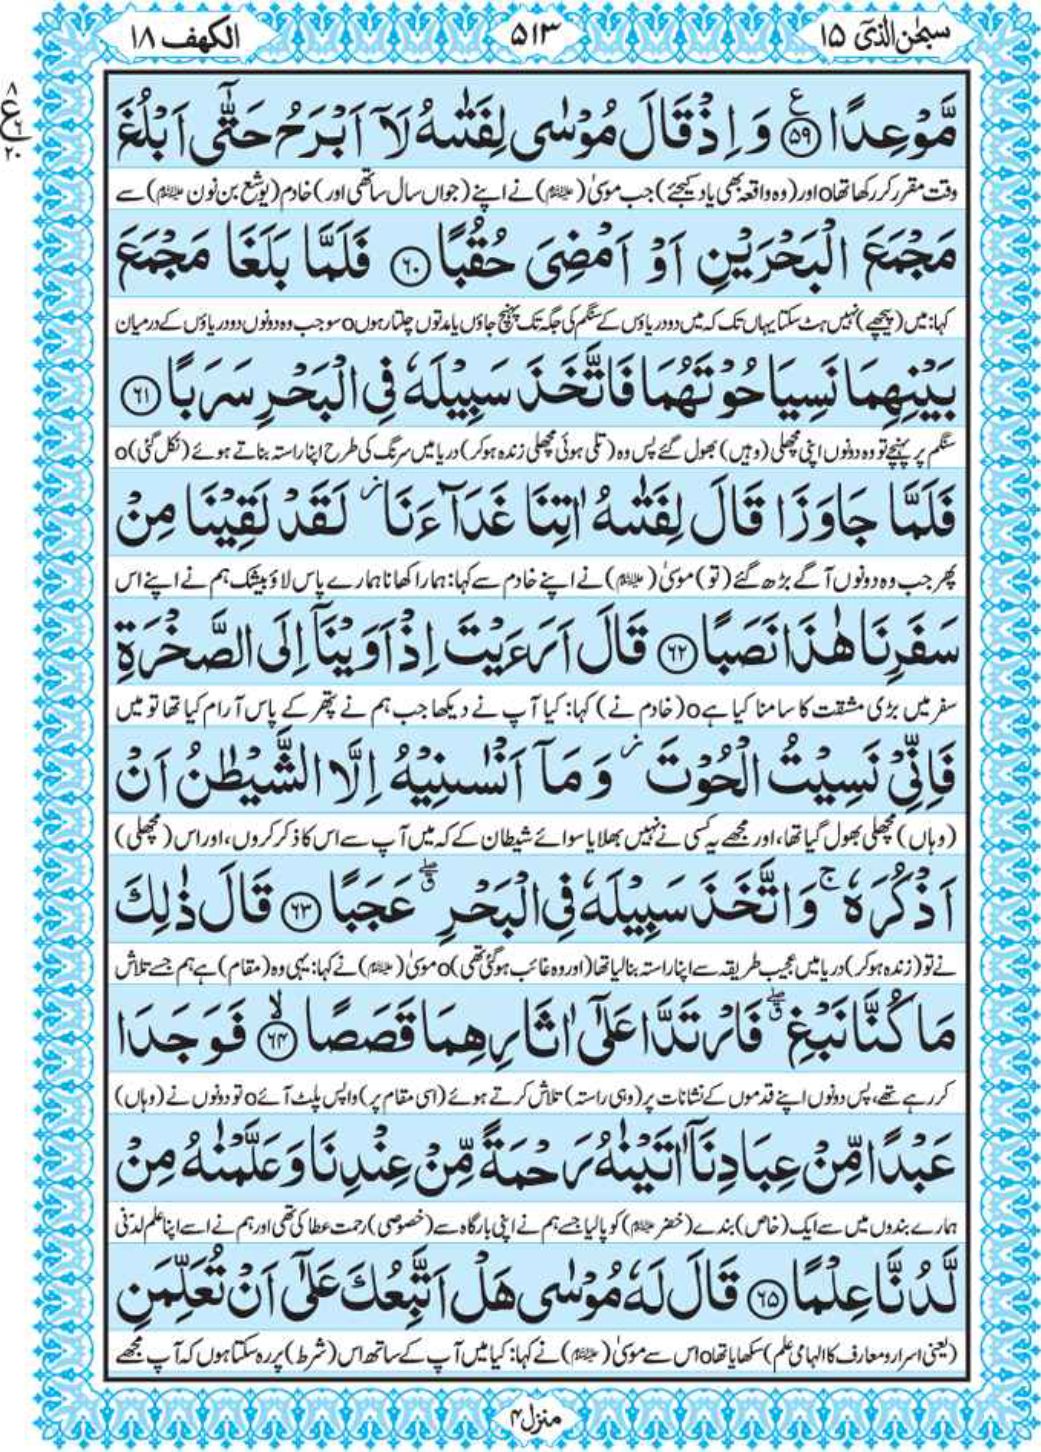 سبحٰن الذیٓ ۱۵
۵۱۳
الکھف ۱۸
مَّوْعِدًا ﴿۵۹﴾ ع وَ اِذْ قَالَ مُوْسٰی لِفَتٰىهُ لَاۤ اَبْرَحُ حَتّٰۤی اَبْلُغَ
وقت مقرر کر رکھا تھا o اور (وہ واقعہ بھی یاد کیجئے) جب موسیٰ (علیہ السلام) نے اپنے (جواں سال ساتھی اور) خادم (یوشع بن نون علیہ السلام) سے
مَجْمَعَ الْبَحْرَیْنِ اَوْ اَمْضِیَ حُقُبًا ﴿۶۰﴾ فَلَمَّا بَلَغَا مَجْمَعَ
کہا: میں (پیچھے) نہیں ہٹ سکتا یہاں تک کہ میں دو دریاؤں کے سنگم کی جگہ تک پہنچ جاؤں یا مدتوں چلتا رہوں o سو جب وہ دونوں دو دریاؤں کے درمیان
بَیْنِهِمَا نَسِیَا حُوْتَهُمَا فَاتَّخَذَ سَبِیْلَهٗ فِی الْبَحْرِ سَرَبًا ﴿۶۱﴾
سنگم پر پہنچے تو وہ دونوں اپنی مچھلی (وہیں) بھول گئے پس وہ (تلی ہوئی مچھلی زندہ ہوکر) دریا میں سرنگ کی طرح اپنا راستہ بناتے ہوئے (نکل گئی) o
فَلَمَّا جَاوَزَا قَالَ لِفَتٰىهُ اٰتِنَا غَدَآءَنَا ؗ لَقَدْ لَقِیْنَا مِنْ
پھر جب وہ دونوں آگے بڑھ گئے (تو) موسیٰ (علیہ السلام) نے اپنے خادم سے کہا: ہمارا کھانا ہمارے پاس لاؤ بیشک ہم نے اپنے اس
سَفَرِنَا هٰذَا نَصَبًا ﴿۶۲﴾ قَالَ اَرَءَیْتَ اِذْ اَوَیْنَاۤ اِلَی الصَّخْرَةِ
سفر میں بڑی مشقت کا سامنا کیا ہے o (خادم نے) کہا: کیا آپ نے دیکھا جب ہم نے پتھر کے پاس آرام کیا تھا تو میں
فَاِنِّیْ نَسِیْتُ الْحُوْتَ ؗ وَ مَاۤ اَنْسٰىنِیْهُ اِلَّا الشَّیْطٰنُ اَنْ
(وہاں) مچھلی بھول گیا تھا، اور مجھے یہ کسی نے نہیں بھلایا سوائے شیطان کے کہ میں آپ سے اس کا ذکر کروں، اور اس (مچھلی)
اَذْكُرَهٗ ۚ وَ اتَّخَذَ سَبِیْلَهٗ فِی الْبَحْرِ ۖق عَجَبًا ﴿۶۳﴾ قَالَ ذٰلِكَ
نے تو (زندہ ہوکر) دریا میں عجیب طریقہ سے اپنا راستہ بنا لیا تھا (اور وہ غائب ہو گئی تھی) o موسیٰ (علیہ السلام) نے کہا: یہی وہ (مقام) ہے ہم جسے تلاش
مَا كُنَّا نَبْغِ ۖق فَارْتَدَّا عَلٰۤی اٰثَارِهِمَا قَصَصًا ﴿۶۴﴾ۙ فَوَجَدَا
کر رہے تھے، پس دونوں اپنے قدموں کے نشانات پر (وہی راستہ) تلاش کرتے ہوئے (اسی مقام پر) واپس پلٹ آئے o تو دونوں نے (وہاں)
عَبْدًا مِّنْ عِبَادِنَاۤ اٰتَیْنٰهُ رَحْمَةً مِّنْ عِنْدِنَا وَ عَلَّمْنٰهُ مِنْ
ہمارے بندوں میں سے ایک (خاص) بندے (خضر علیہ السلام) کو پا لیا جسے ہم نے اپنی بارگاہ سے (خصوصی) رحمت عطا کی تھی اور ہم نے اسے اپنا علم لدنی
لَّدُنَّا عِلْمًا ﴿۶۵﴾ قَالَ لَهٗ مُوْسٰی هَلْ اَتَّبِعُكَ عَلٰۤی اَنْ تُعَلِّمَنِ
(یعنی اسرار و معارف کا الہامی علم) سکھایا تھا o اس سے موسیٰ (علیہ السلام) نے کہا: کیا میں آپ کے ساتھ اس (شرط) پر رہ سکتا ہوں کہ آپ مجھے
منزل ۴
۸
ع
۶
۲۰